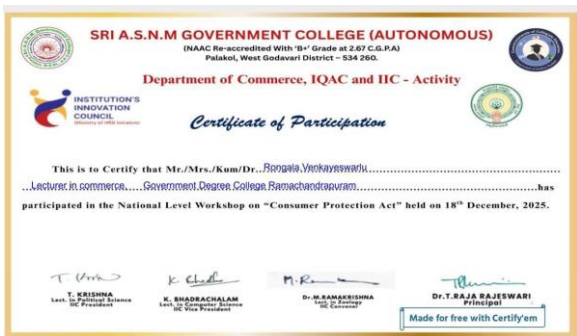 SRI A.S.N.M GOVERNMENT COLLEGE (AUTONOMOUS)
(NAAC Re-accredited With 'B+' Grade at 2.67 C.G.P.A)
Palakol, West Godavari District – 534 260.
Department of Commerce, IQAC and IIC - Activity
INSTITUTION'S
INNOVATION
COUNCIL
(Ministry of HRD Initiative)
Certificate of Participation
This is to Certify that Mr./Mrs./Kum/Dr...Rongala Venkayeswarlu
Lecturer in commerce, Government Degree College Ramachandrapuram has
participated in the National Level Workshop on "Consumer Protection Act" held on 18th December, 2025.
T. KRISHNA
Lect. in Political Science
IIC President
K. BHADRACHALAM
Lect. in Computer Science
IIC Vice President
Dr.M.RAMAKRISHNA
Lect. in Zoology
IIC Convener
Dr.T.RAJA RAJESWARI
Principal
Made for free with Certify'em